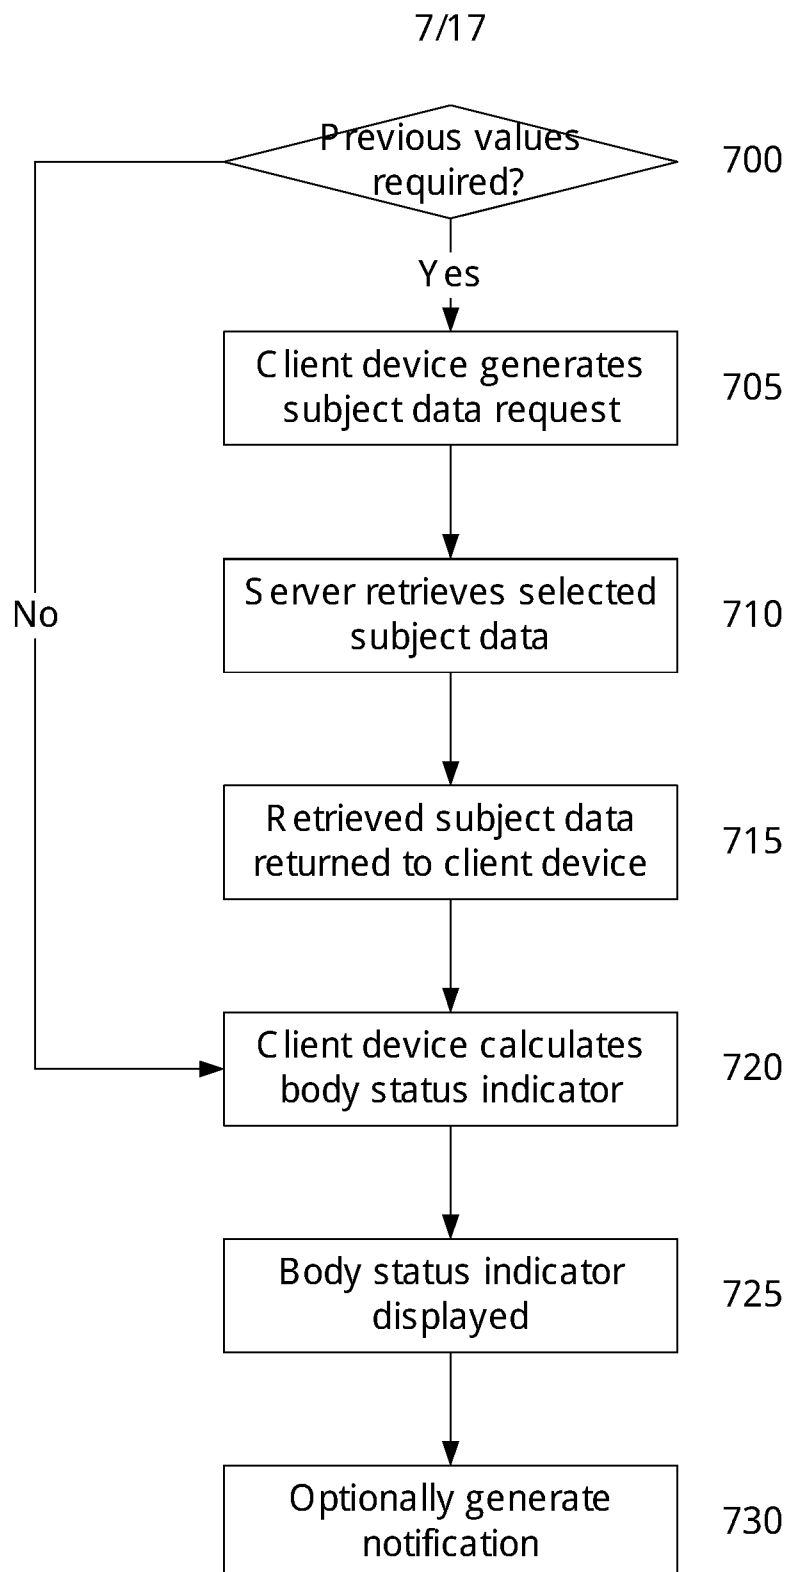 7/17
Previous values
required?
700
Yes
Client device generates
subject data request
705
Server retrieves selected
subject data
710
No
Retrieved subject data
returned to client device
715
Client device calculates
body status indicator
720
Body status indicator
displayed
725
Optionally generate
notification
730